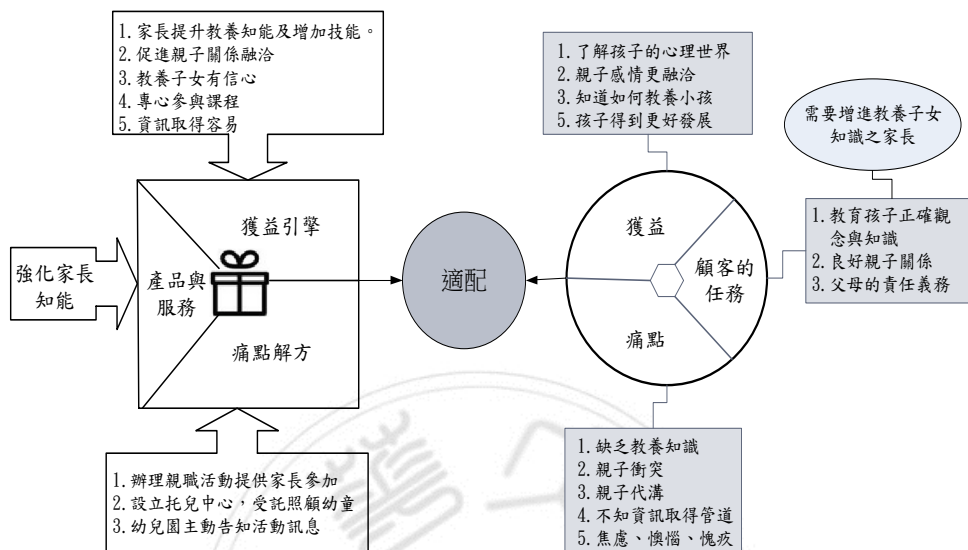 1. 家長提升教養知能及增加技能。
2. 促進親子關係融洽
3. 教養子女有信心
4. 專心參與課程
5. 資訊取得容易
1. 了解孩子的心理世界
2. 親子感情更融洽
3. 知道如何教養小孩
5. 孩子得到更好發展
需要增進教養子女
知識之家長
獲益引擎
產品與
服務
痛點解方
強化家長
知能
適配
獲益
顧客的
任務
痛點
1. 教育孩子正確觀
念與知識
2. 良好親子關係
3. 父母的責任義務
1. 辦理親職活動提供家長參加
2. 設立托兒中心，受託照顧幼童
3. 幼兒園主動告知活動訊息
1. 缺乏教養知識
2. 親子衝突
3. 親子代溝
4. 不知資訊取得管道
5. 焦慮、懊惱、愧疚